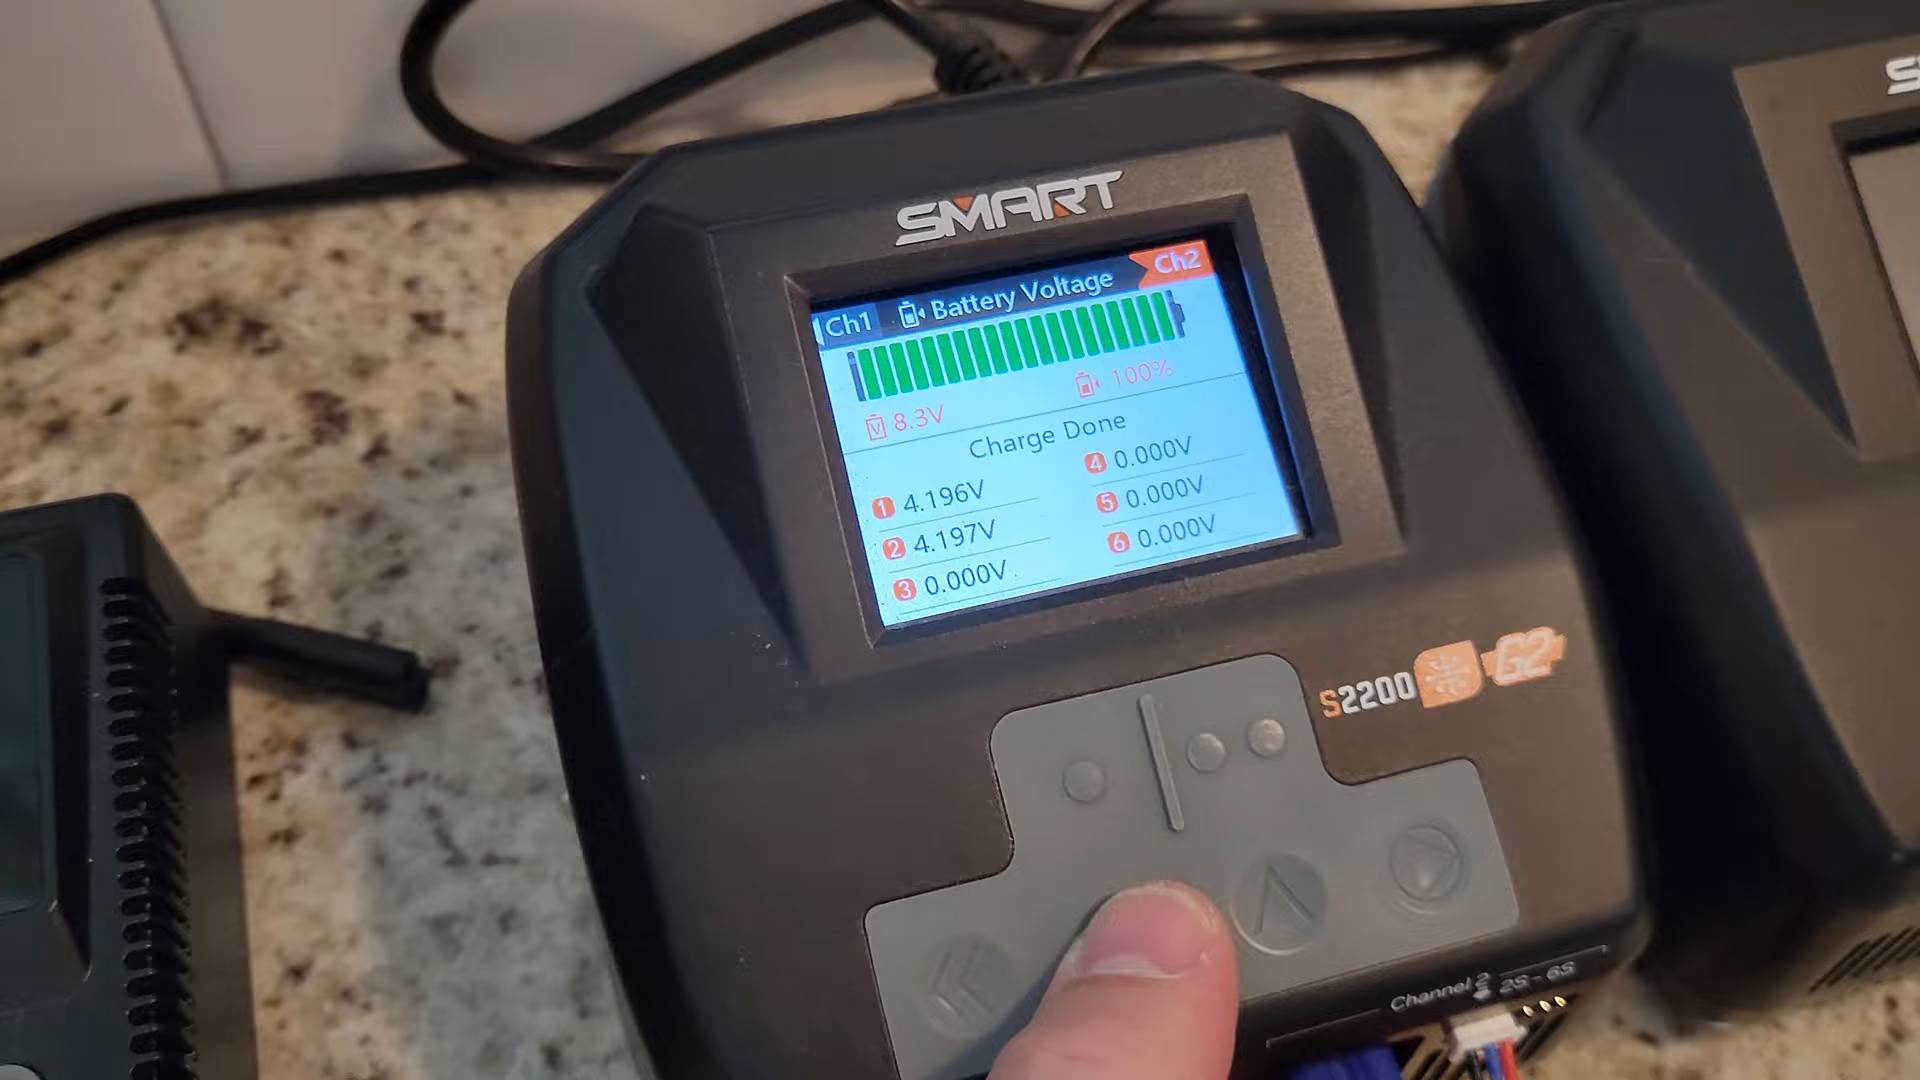 SMART
Ch1 Battery Voltage Ch2
8.3V 100%
Charge Done
1 4.196V
2 4.197V
3 0.000V
4 0.000V
5 0.000V
6 0.000V
S2200 G2
Channel 2 2S - 6S